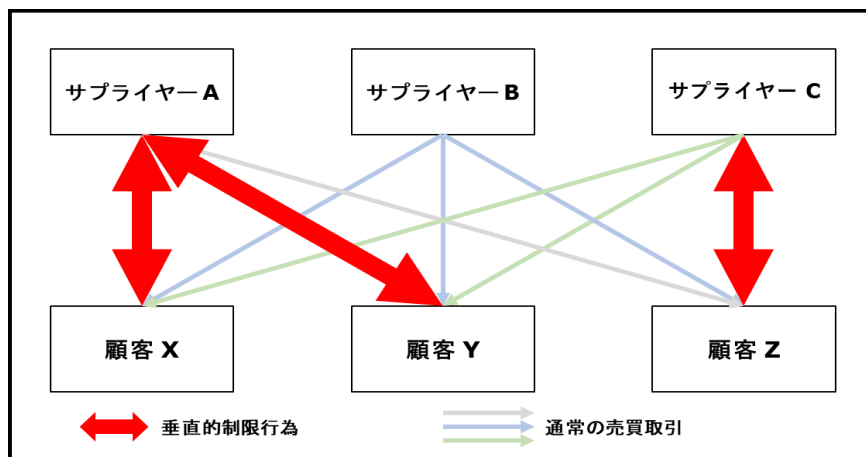 サプライヤー A
サプライヤー B
サプライヤー C
顧客 X
顧客 Y
顧客 Z
垂直的制限行為
通常の売買取引